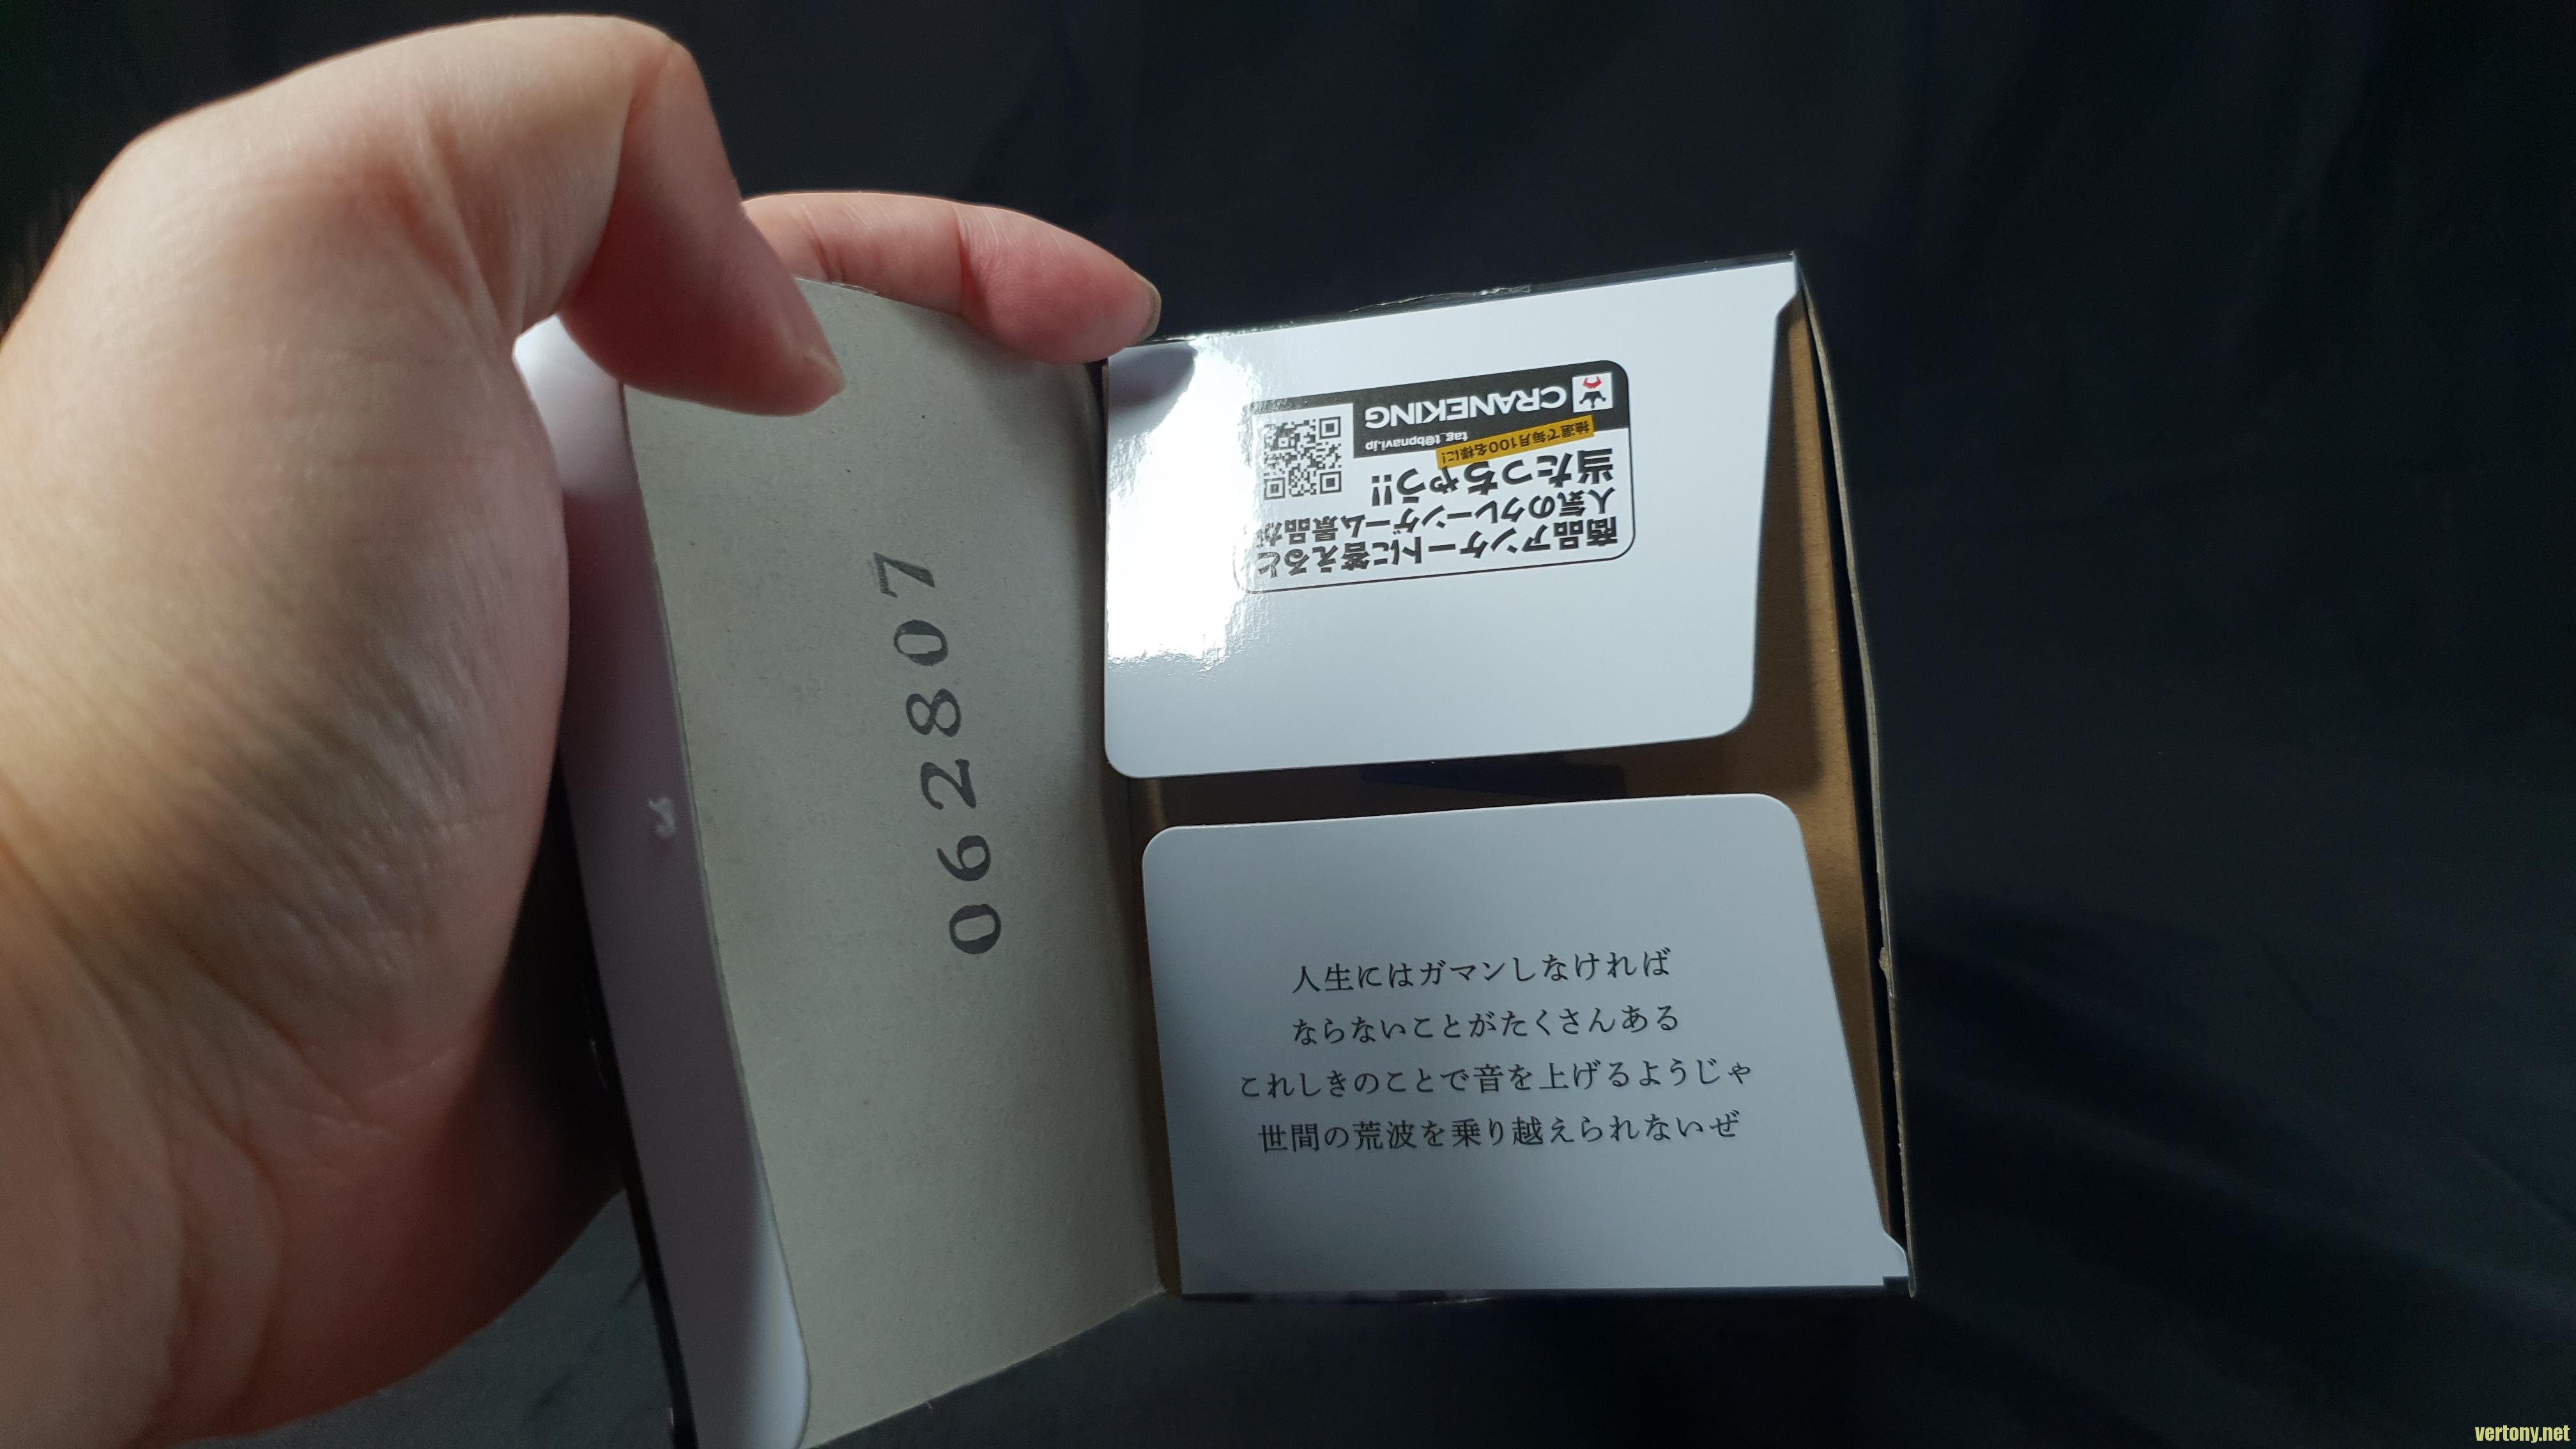 062807
商品アンケートに答えると
人気のクレーンゲーム景品が
当たっちゃう!!
抽選で毎月100名様に!
tag_t@bpnavi.jp
CRANEKING
人生にはガマンしなければ
ならないことがたくさんある
これしきのことで音を上げるようじゃ
世間の荒波を乗り越えられないぜ
vertony.net